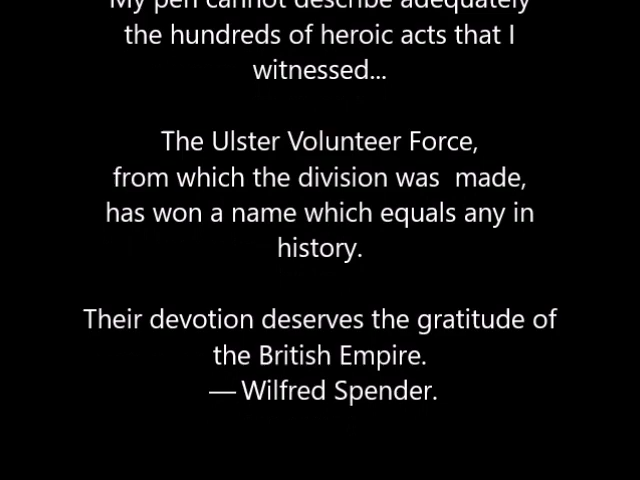 My pen cannot describe adequately
the hundreds of heroic acts that I
witnessed...
The Ulster Volunteer Force,
from which the division was  made,
has won a name which equals any in
history.
Their devotion deserves the gratitude of
the British Empire.
— Wilfred Spender.